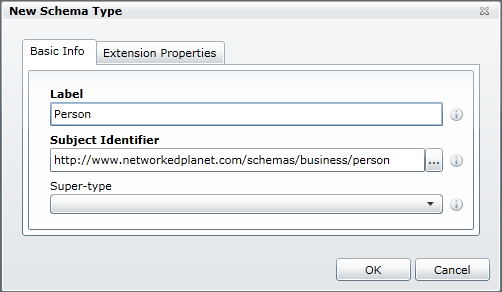 New Schema Type
Basic Info
Extension Properties
Label
Person
Subject Identifier
http://www.networkedplanet.com/schemas/business/person
...
Super-type
OK
Cancel